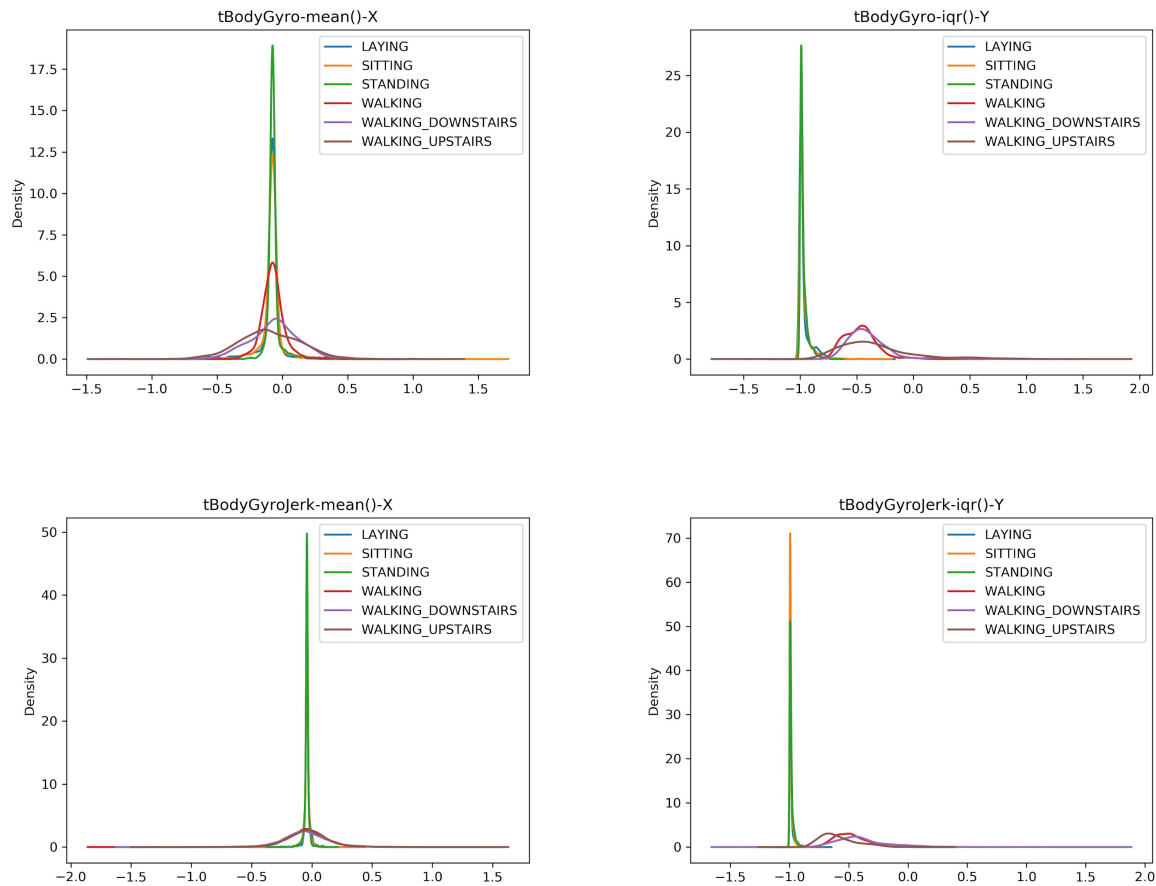 tBodyGyro-mean()-X
LAYING
SITTING
STANDING
WALKING
WALKING_DOWNSTAIRS
WALKING_UPSTAIRS
Density
17.5
15.0
12.5
10.0
7.5
5.0
2.5
0.0
−1.5 −1.0 −0.5 0.0 0.5 1.0 1.5
tBodyGyro-iqr()-Y
LAYING
SITTING
STANDING
WALKING
WALKING_DOWNSTAIRS
WALKING_UPSTAIRS
Density
25
20
15
10
5
0
−1.5 −1.0 −0.5 0.0 0.5 1.0 1.5 2.0
tBodyGyroJerk-mean()-X
LAYING
SITTING
STANDING
WALKING
WALKING_DOWNSTAIRS
WALKING_UPSTAIRS
Density
50
40
30
20
10
0
−2.0 −1.5 −1.0 −0.5 0.0 0.5 1.0 1.5
tBodyGyroJerk-iqr()-Y
LAYING
SITTING
STANDING
WALKING
WALKING_DOWNSTAIRS
WALKING_UPSTAIRS
Density
70
60
50
40
30
20
10
0
−1.5 −1.0 −0.5 0.0 0.5 1.0 1.5 2.0